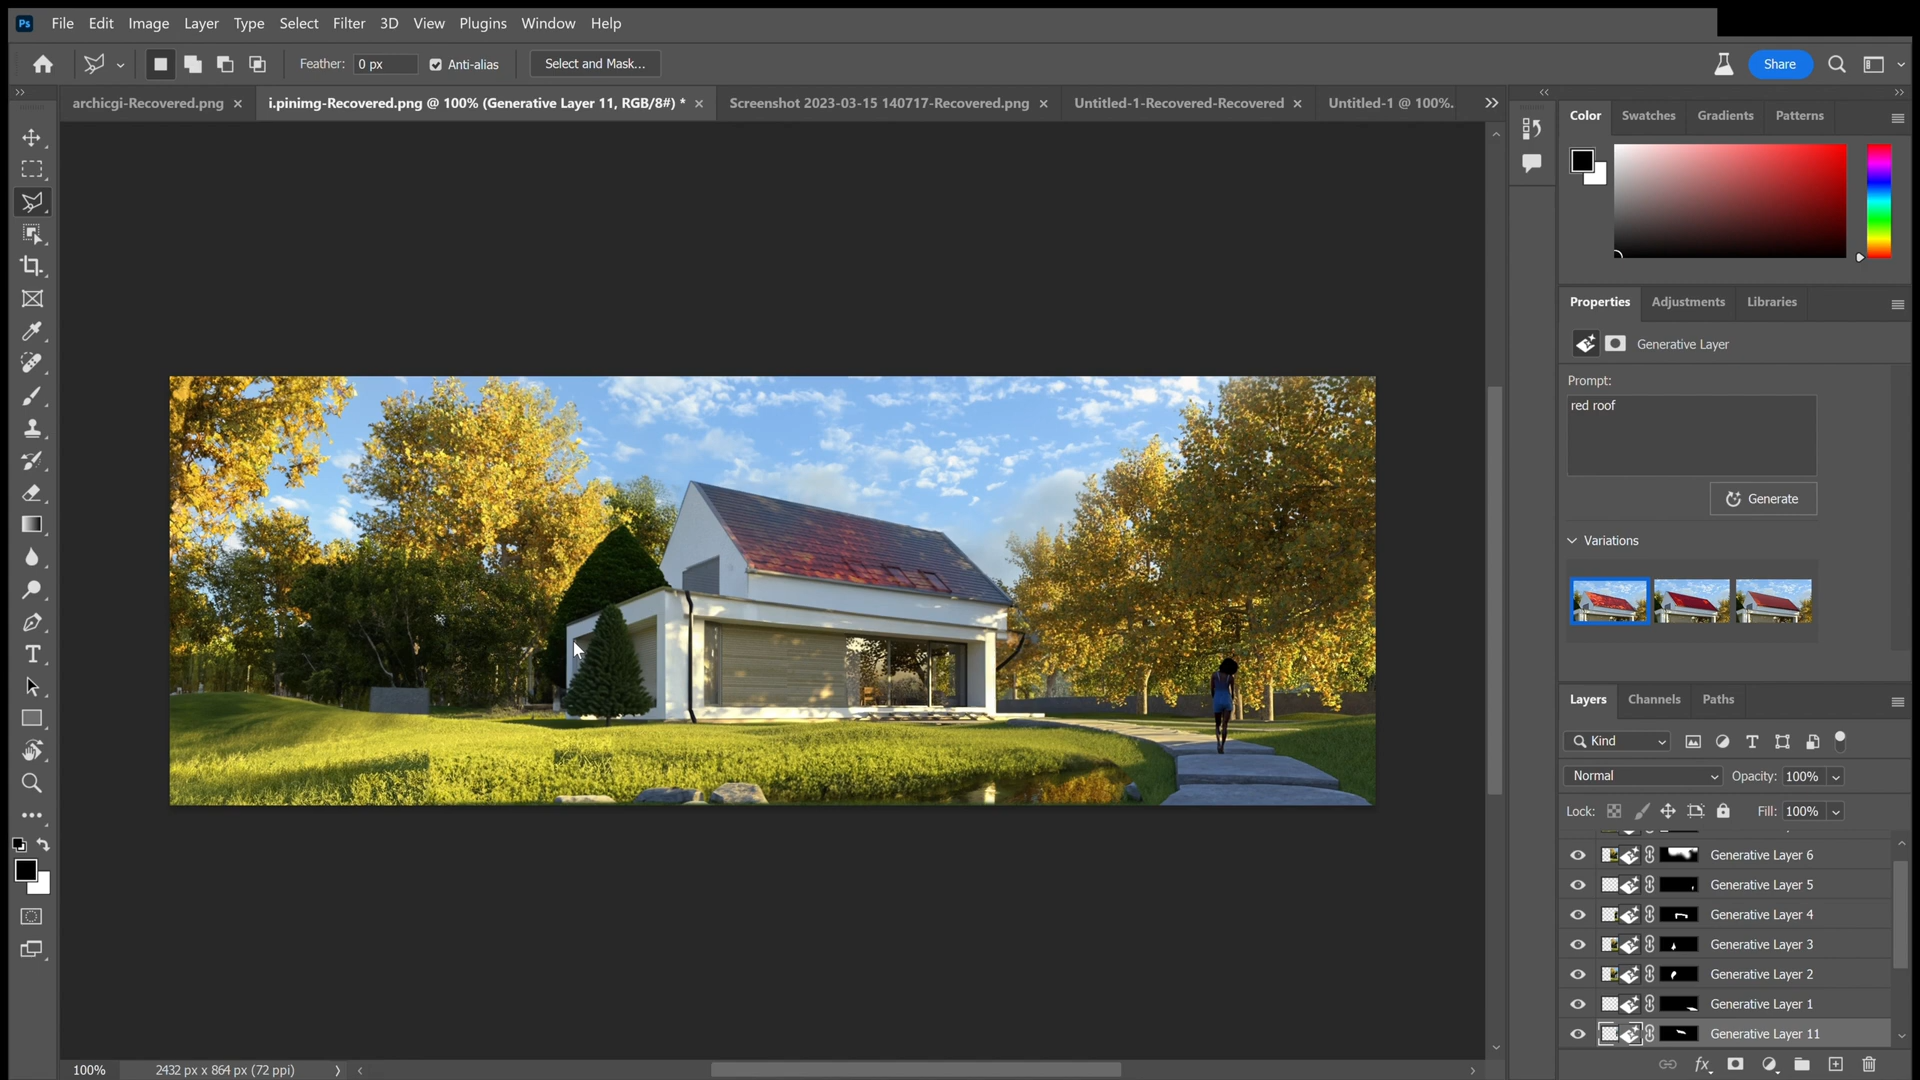 Ps File Edit Image Layer Type Select Filter 3D View Plugins Window Help
Feather: 0 px Anti-alias Select and Mask... Share
archicgi-Recovered.png × i.pinimg-Recovered.png @ 100% (Generative Layer 11, RGB/8#) * × Screenshot 2023-03-15 140717-Recovered.png × Untitled-1-Recovered-Recovered × Untitled-1 @ 100%.
Color Swatches Gradients Patterns
Properties Adjustments Libraries
Generative Layer
Prompt:
red roof
Generate
Variations
Layers Channels Paths
Kind
Normal Opacity: 100%
Lock: Fill: 100%
Generative Layer 6
Generative Layer 5
Generative Layer 4
Generative Layer 3
Generative Layer 2
Generative Layer 1
Generative Layer 11
100% 2432 px x 864 px (72 ppi)